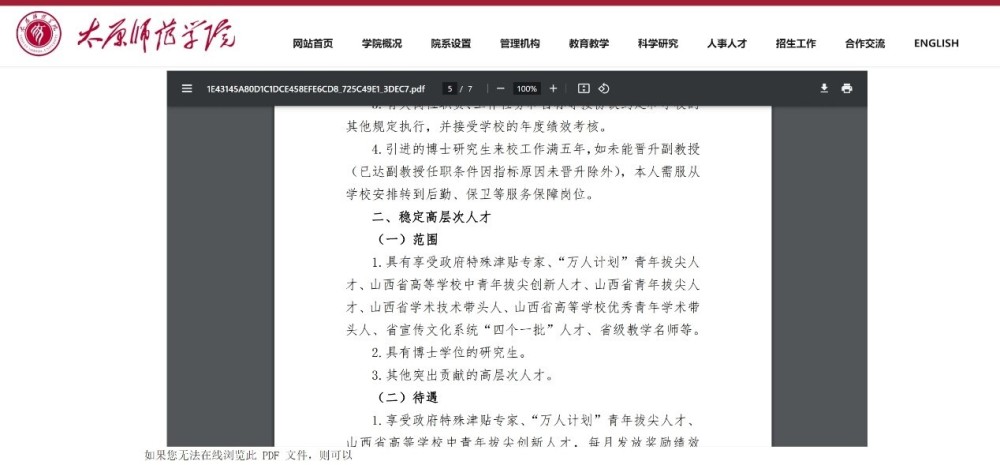 太原师范学院
网站首页 学院概况 院系设置 管理机构 教育教学 科学研究 人事人才 招生工作 合作交流 ENGLISH
1E43145A80D1C1DCE458EFE6CD8_725C49E1_3DEC7.pdf 5 / 7 100%
其他规定执行，并接受学校的年度绩效考核。
4.引进的博士研究生来校工作满五年，如未能晋升副教授
（已达副教授任职条件因指标原因未晋升除外），本人需服从
学校安排转到后勤、保卫等服务保障岗位。
二、稳定高层次人才
（一）范围
1.具有享受政府特殊津贴专家、“万人计划”青年拔尖人
才、山西省高等学校中青年拔尖创新人才、山西省青年拔尖人
才、山西省学术技术带头人、山西省高等学校优秀青年学术带
头人、省宣传文化系统“四个一批”人才、省级教学名师等。
2.具有博士学位的研究生。
3.其他突出贡献的高层次人才。
（二）待遇
1.享受政府特殊津贴专家、“万人计划”青年拔尖人才、
山西省高等学校中青年拔尖创新人才，每月发放奖励绩效
如果您无法在线浏览此 PDF 文件，则可以